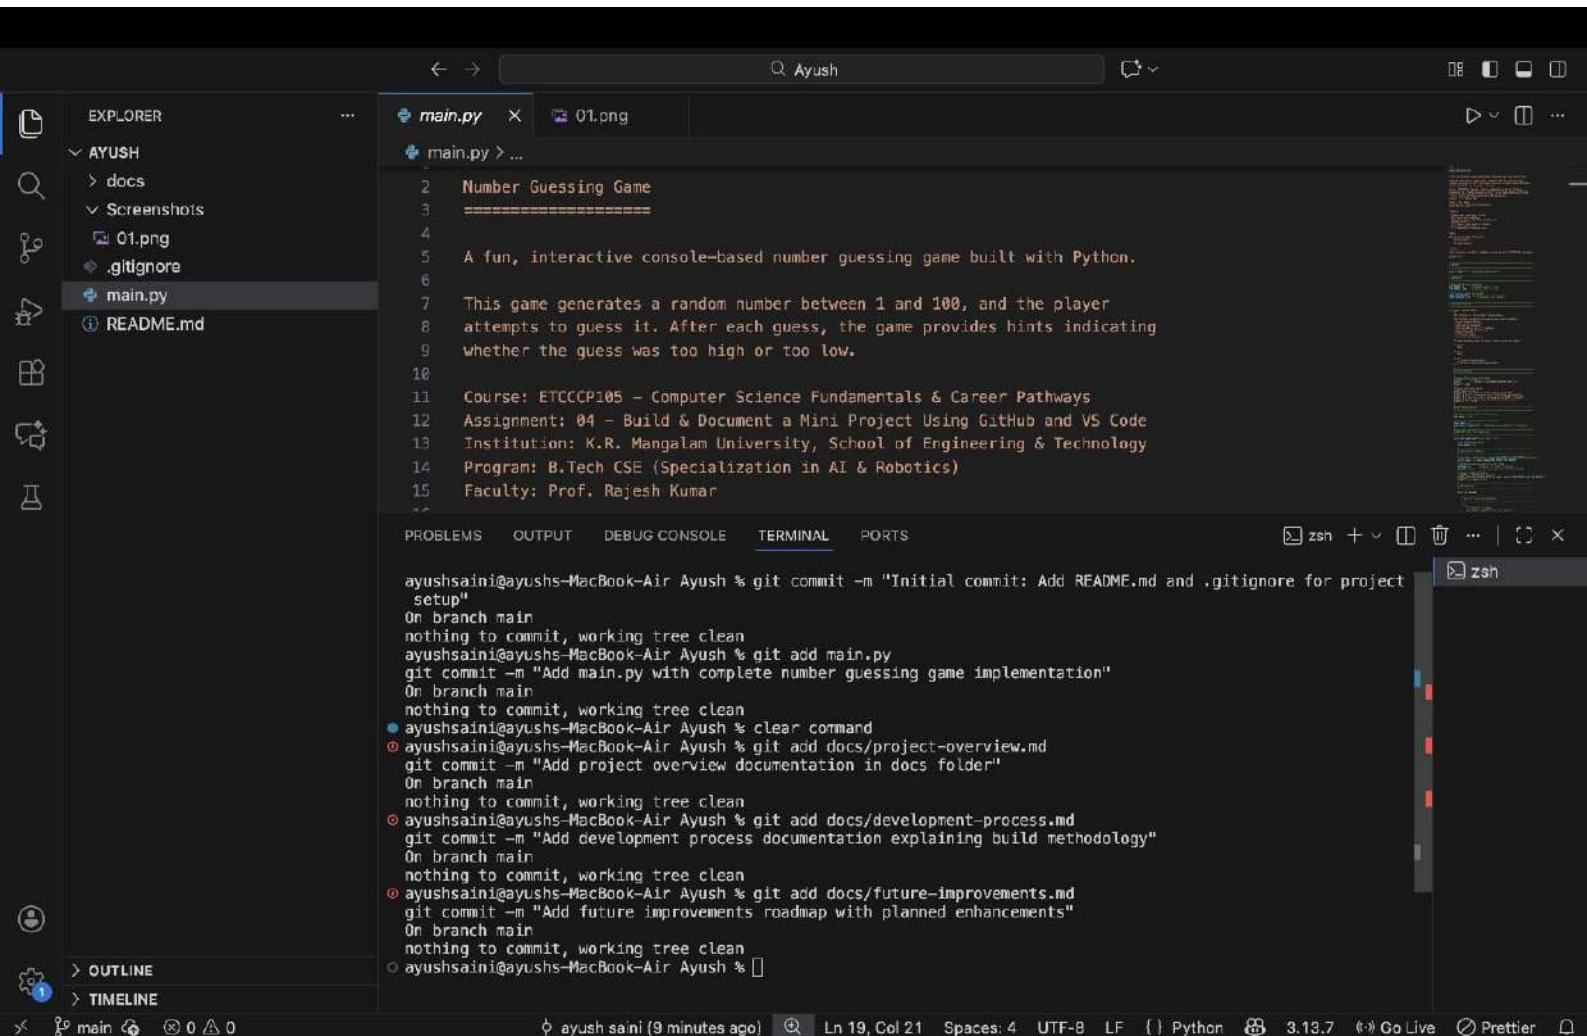 Ayush
EXPLORER
AYUSH
docs
Screenshots
01.png
.gitignore
main.py
README.md
OUTLINE
TIMELINE
main.py
01.png
main.py > ...
2 Number Guessing Game
3 ====================
4
5 A fun, interactive console-based number guessing game built with Python.
6
7 This game generates a random number between 1 and 100, and the player
8 attempts to guess it. After each guess, the game provides hints indicating
9 whether the guess was too high or too low.
10
11 Course: ETCCCP105 - Computer Science Fundamentals & Career Pathways
12 Assignment: 04 - Build & Document a Mini Project Using GitHub and VS Code
13 Institution: K.R. Mangalam University, School of Engineering & Technology
14 Program: B.Tech CSE (Specialization in AI & Robotics)
15 Faculty: Prof. Rajesh Kumar
PROBLEMS OUTPUT DEBUG CONSOLE TERMINAL PORTS
zsh
zsh
ayushsaini@ayushs-MacBook-Air Ayush % git commit -m "Initial commit: Add README.md and .gitignore for project
setup"
On branch main
nothing to commit, working tree clean
ayushsaini@ayushs-MacBook-Air Ayush % git add main.py
git commit -m "Add main.py with complete number guessing game implementation"
On branch main
nothing to commit, working tree clean
ayushsaini@ayushs-MacBook-Air Ayush % clear command
ayushsaini@ayushs-MacBook-Air Ayush % git add docs/project-overview.md
git commit -m "Add project overview documentation in docs folder"
On branch main
nothing to commit, working tree clean
ayushsaini@ayushs-MacBook-Air Ayush % git add docs/development-process.md
git commit -m "Add development process documentation explaining build methodology"
On branch main
nothing to commit, working tree clean
ayushsaini@ayushs-MacBook-Air Ayush % git add docs/future-improvements.md
git commit -m "Add future improvements roadmap with planned enhancements"
On branch main
nothing to commit, working tree clean
ayushsaini@ayushs-MacBook-Air Ayush %
1
main 0 0 ayush saini (9 minutes ago) Ln 19, Col 21 Spaces: 4 UTF-8 LF {} Python 3.13.7 Go Live Prettier